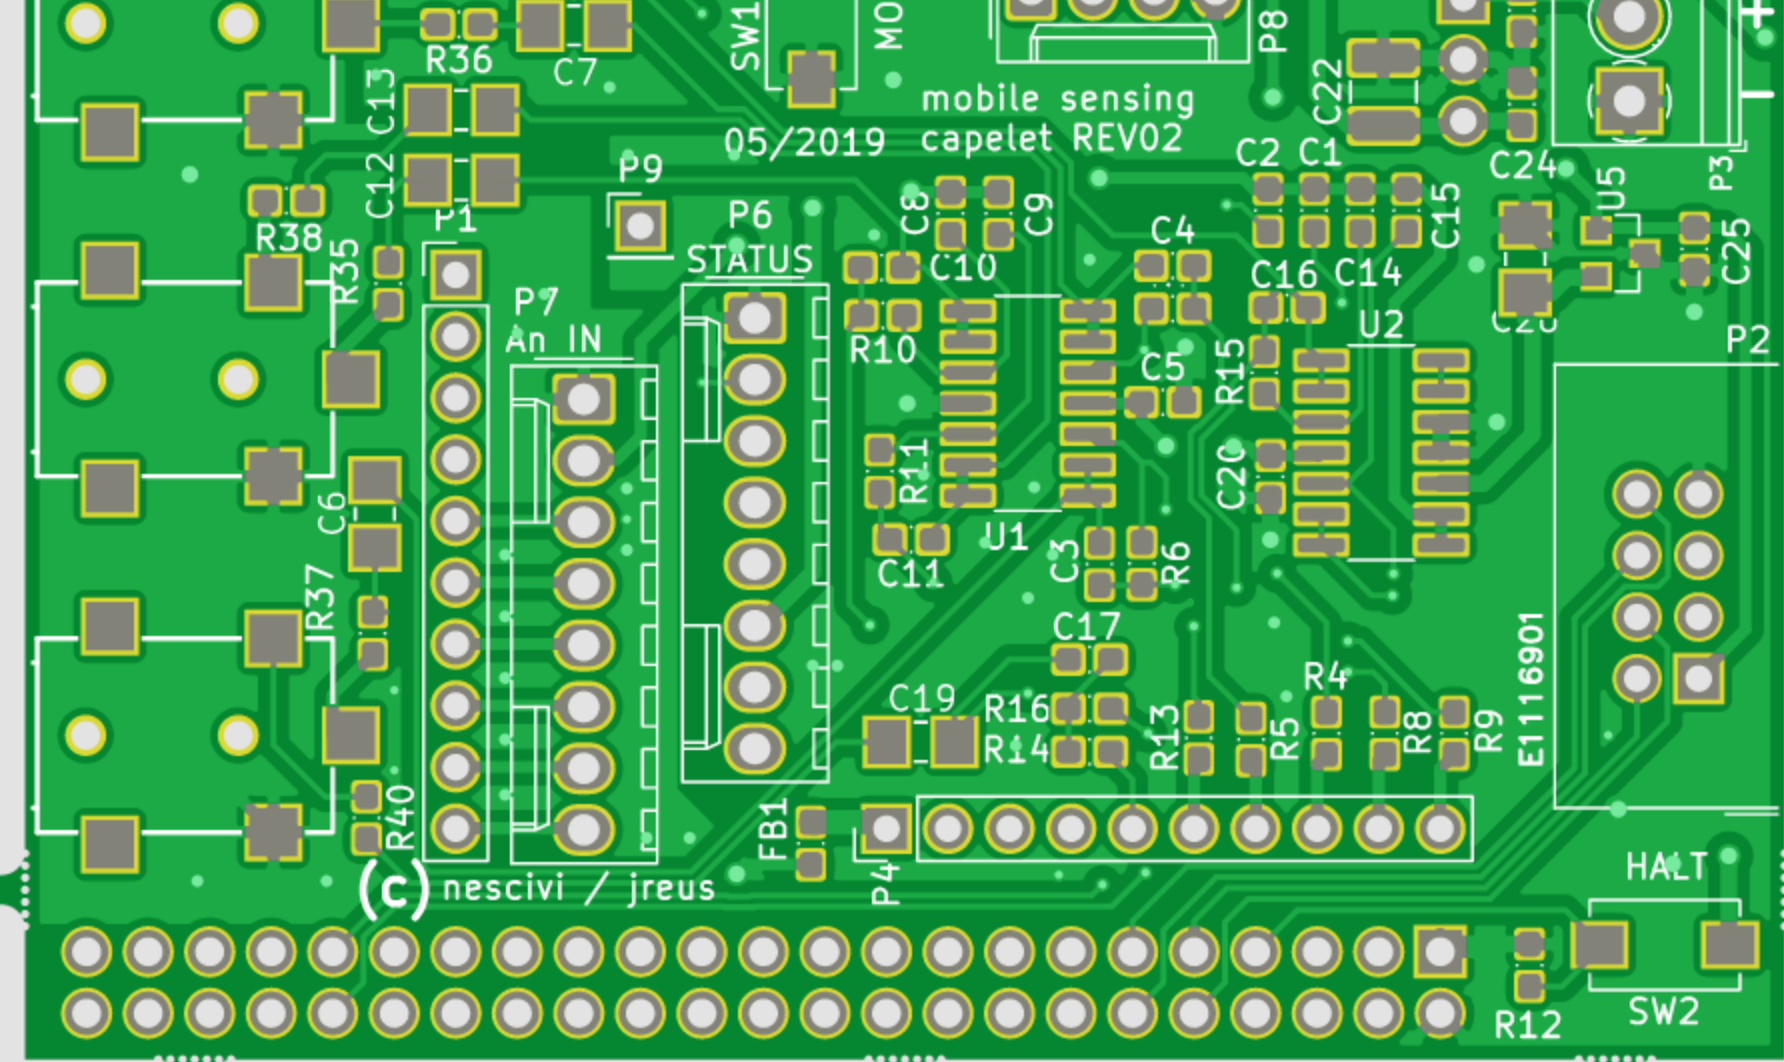 SW1
MO
P8
R36
C7
C13
C22
mobile sensing
capelet REV02
05/2019
+
−
P3
C24
U5
C2
C1
C15
C12
P9
P1
P6
STATUS
C8
C9
C10
C4
C16
C14
C25
R38
R35
P7
An IN
R10
U2
P2
C5
R15
R11
C20
C6
U1
C11
C3
R6
R37
C17
E1116901
C19
R16
R14
R13
R5
R4
R8
R9
R40
FB1
P4
HALT
(c) nescivi / jreus
R12
SW2